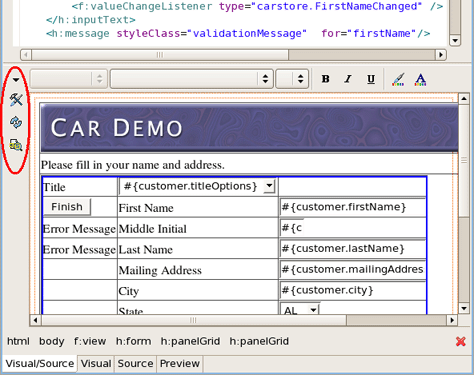 <f:valueChangeListener type="carstore.FirstNameChanged" />
</h:inputText>
<h:message styleClass="validationMessage" for="firstName"/>
B I U A
CAR DEMO
Please fill in your name and address.
Title #{customer.titleOptions}
Finish First Name #{customer.firstName}
Error Message Middle Initial #{c
Error Message Last Name #{customer.lastName}
Mailing Address #{customer.mailingAddres
City #{customer.city}
State AL
html body f:view h:form h:panelGrid h:panelGrid
Visual/Source Visual Source Preview